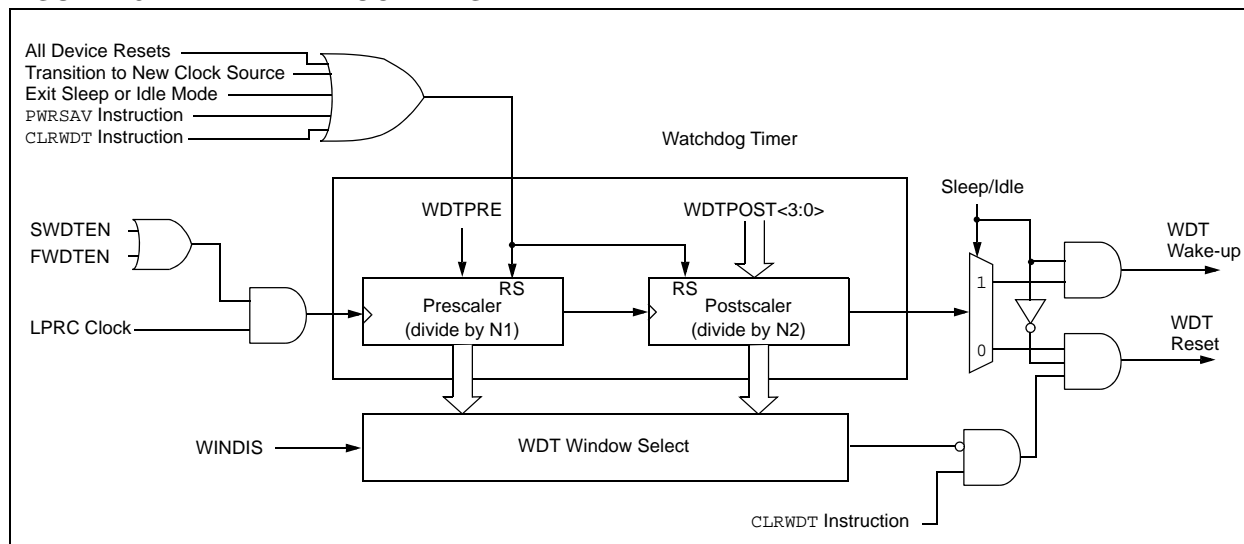 All Device Resets
Transition to New Clock Source
Exit Sleep or Idle Mode
PWRSAV Instruction
CLRWDT Instruction
Watchdog Timer
Sleep/Idle
WDTPRE
WDTPOST<3:0>
SWDTEN
FWDTEN
WDT
Wake-up
RS
RS
1
Prescaler
(divide by N1)
Postscaler
(divide by N2)
LPRC Clock
WDT
Reset
0
WINDIS
WDT Window Select
CLRWDT Instruction